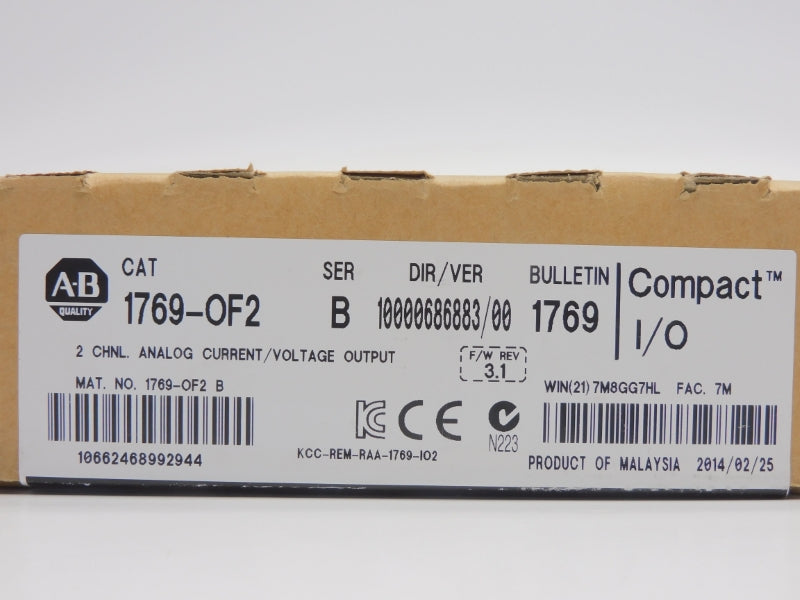 A-B
QUALITY
CAT
1769-OF2
SER
B
DIR/VER
10000686883/00
BULLETIN
1769
Compact™
I/O
2 CHNL. ANALOG CURRENT/VOLTAGE OUTPUT
F/W REV
3.1
MAT. NO. 1769-OF2 B
WIN(21) 7M8GG7HL FAC. 7M
10662468992944
KC CE
N223
KCC-REM-RAA-1769-IO2
PRODUCT OF MALAYSIA 2014/02/25